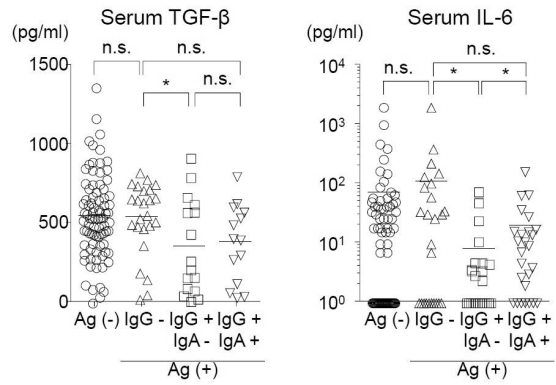 Serum TGF-β
(pg/ml)
n.s.
n.s.
*
n.s.
1500
1000
500
0
Ag (-)
IgG -
IgG +
IgA -
IgG +
IgA +
Ag (+)
Serum IL-6
(pg/ml)
n.s.
n.s.
*
*
10⁴
10³
10²
10¹
10⁰
Ag (-)
IgG -
IgG +
IgA -
IgG +
IgA +
Ag (+)